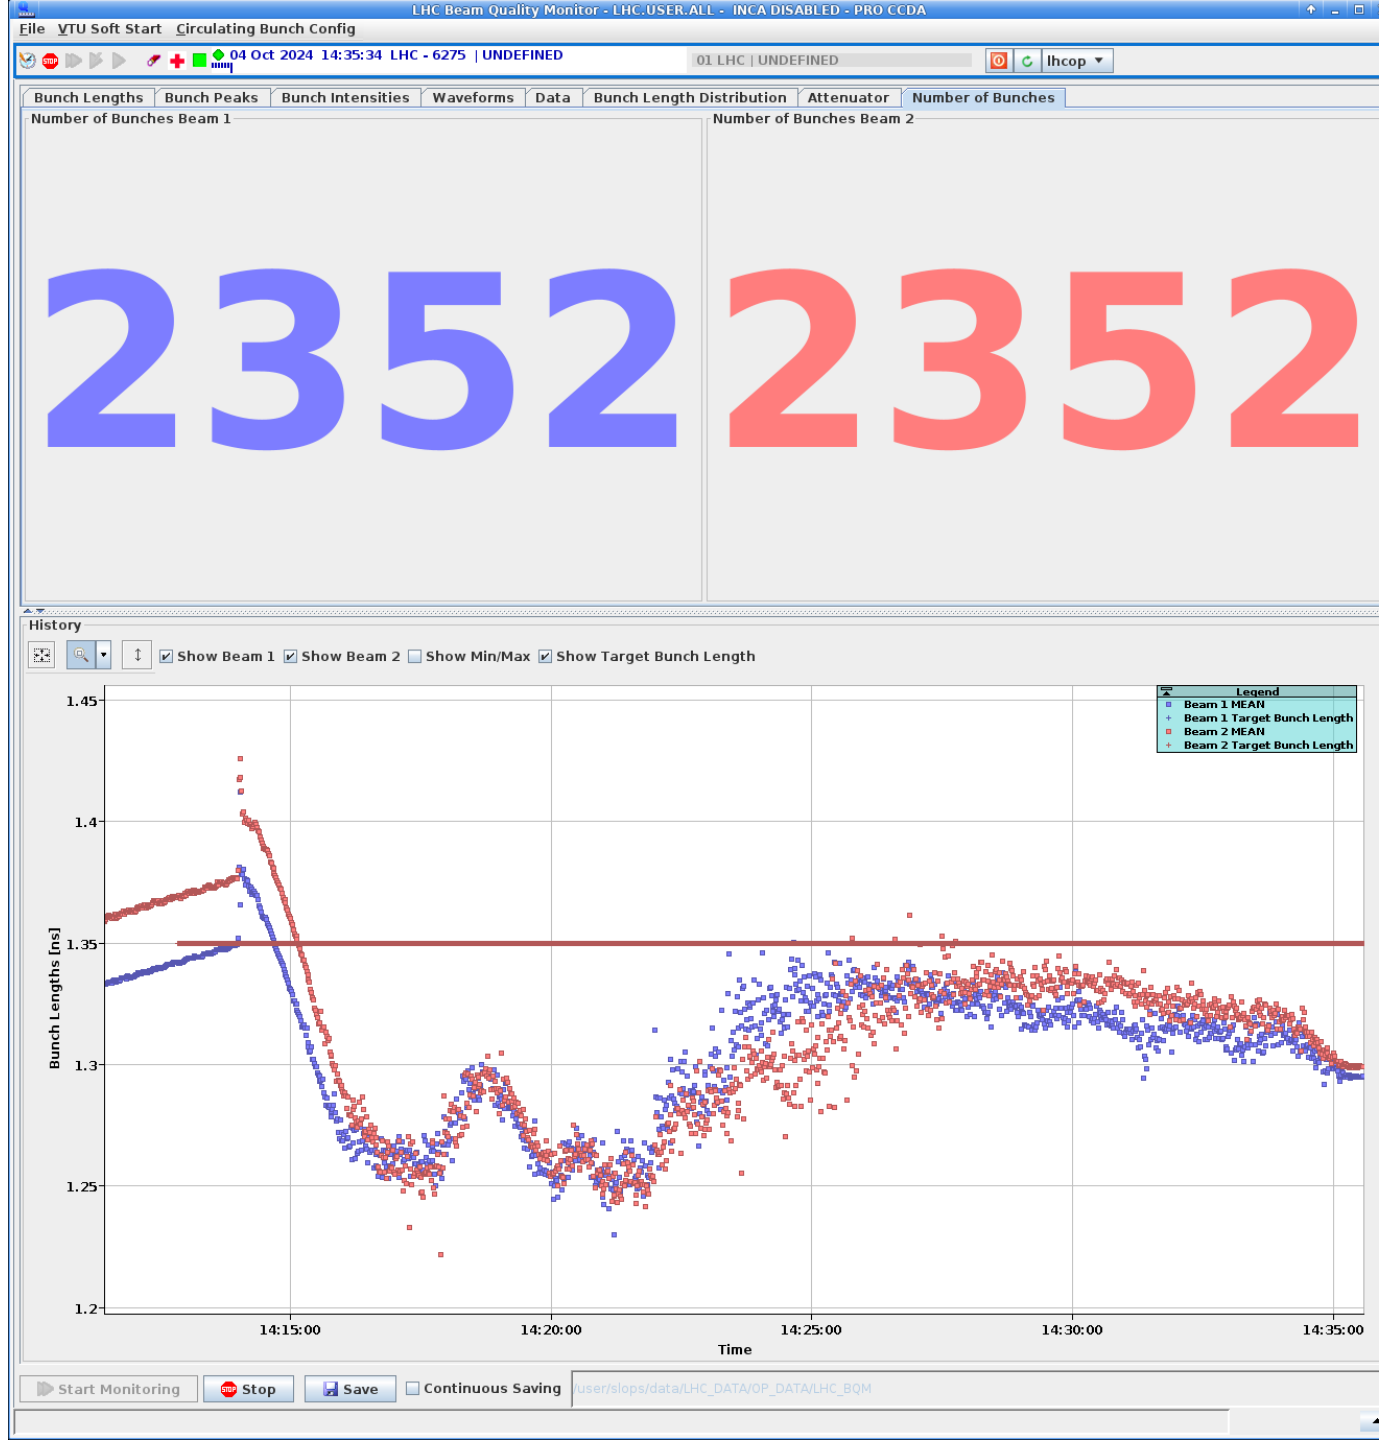 LHC Beam Quality Monitor - LHC.USER.ALL - INCA DISABLED - PRO CCDA
File VTU Soft Start Circulating Bunch Config
STOP 04 Oct 2024 14:35:34 LHC - 6275 | UNDEFINED 01 LHC | UNDEFINED lhcop
Bunch Lengths Bunch Peaks Bunch Intensities Waveforms Data Bunch Length Distribution Attenuator Number of Bunches
Number of Bunches Beam 1 Number of Bunches Beam 2
2352 2352
History
Show Beam 1 Show Beam 2 Show Min/Max Show Target Bunch Length
Legend
Beam 1 MEAN
Beam 1 Target Bunch Length
Beam 2 MEAN
Beam 2 Target Bunch Length
1.45
1.4
1.35
1.3
1.25
1.2
Bunch Lengths [ns]
14:15:00 14:20:00 14:25:00 14:30:00 14:35:00
Time
Start Monitoring STOP Stop Save Continuous Saving /user/slops/data/LHC_DATA/OP_DATA/LHC_BQM